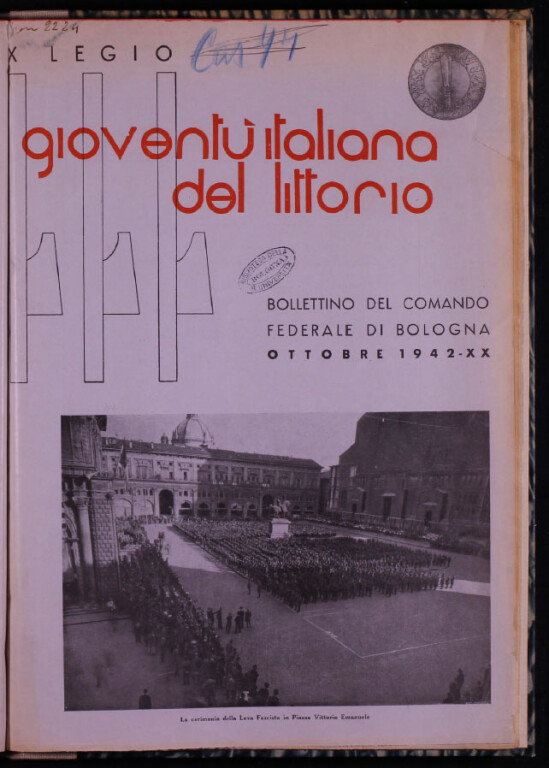 X LEGIO
gioventù italiana
del littorio
BOLLETTINO DEL COMANDO
FEDERALE DI BOLOGNA
OTTOBRE 1942-XX
La cerimonia della Leva Fascista in Piazza Vittorio Emanuele